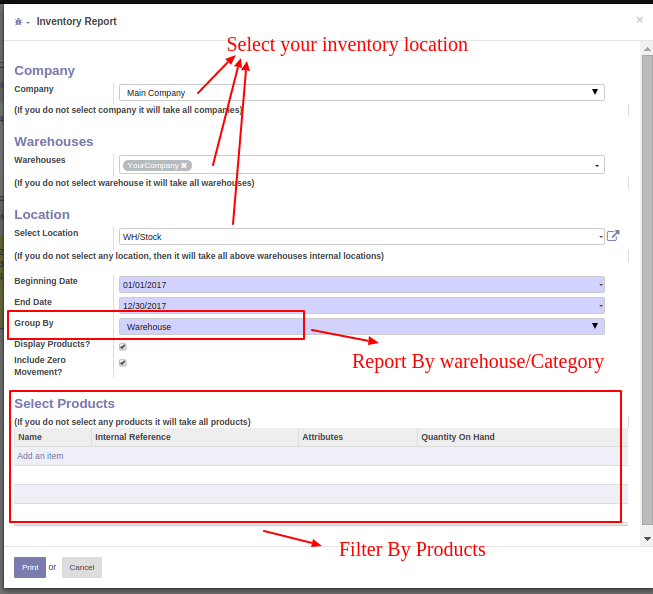 Inventory Report
×
Select your inventory location
Company
Company
Main Company
(If you do not select company it will take all companies)
Warehouses
Warehouses
YourCompany ✖
(If you do not select warehouse it will take all warehouses)
Location
Select Location
WH/Stock
(If you do not select any location, then it will take all above warehouses internal locations)
Beginning Date
01/01/2017
End Date
12/30/2017
Group By
Warehouse
Display Products?
Report By warehouse/Category
Include Zero
Movement?
Select Products
(If you do not select any products it will take all products)
Name Internal Reference Attributes Quantity On Hand
Add an item
Filter By Products
Print or Cancel